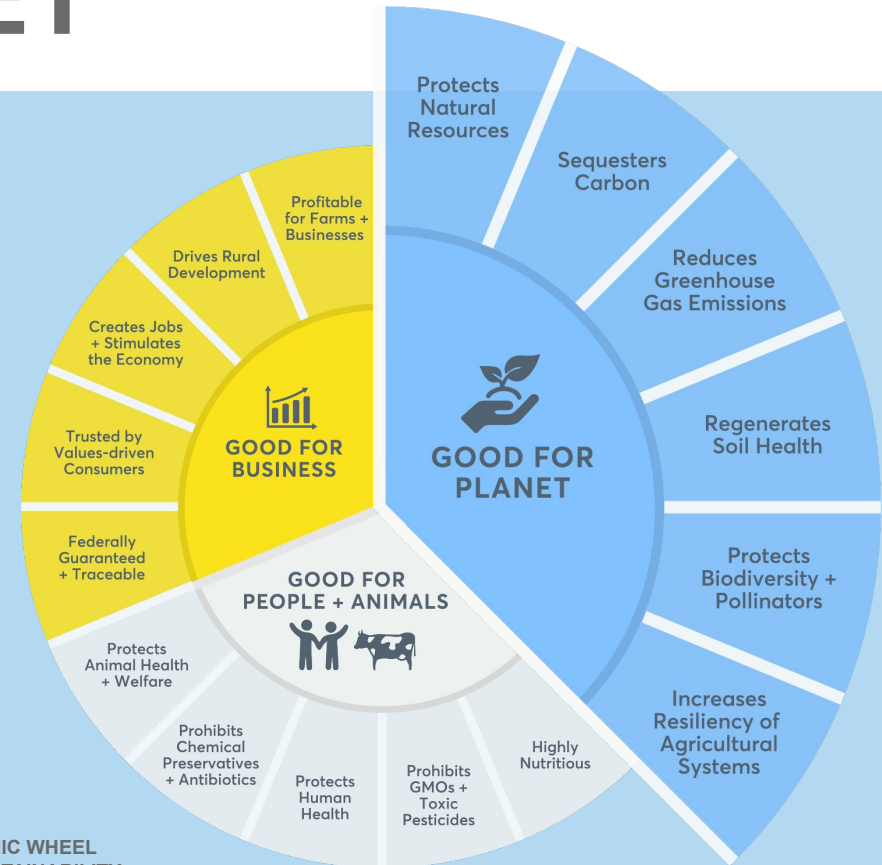 Protects
Natural
Resources
Sequesters
Carbon
Reduces
Greenhouse
Gas Emissions
Regenerates
Soil Health
Protects
Biodiversity +
Pollinators
Increases
Resiliency of
Agricultural
Systems
GOOD FOR
PLANET
Profitable
for Farms +
Businesses
Drives Rural
Development
Creates Jobs
+ Stimulates
the Economy
Trusted by
Values-driven
Consumers
Federally
Guaranteed
+ Traceable
GOOD FOR
BUSINESS
GOOD FOR
PEOPLE + ANIMALS
Protects
Animal Health
+ Welfare
Prohibits
Chemical
Preservatives
+ Antibiotics
Protects
Human
Health
Prohibits
GMOs +
Toxic
Pesticides
Highly
Nutritious
WHEEL